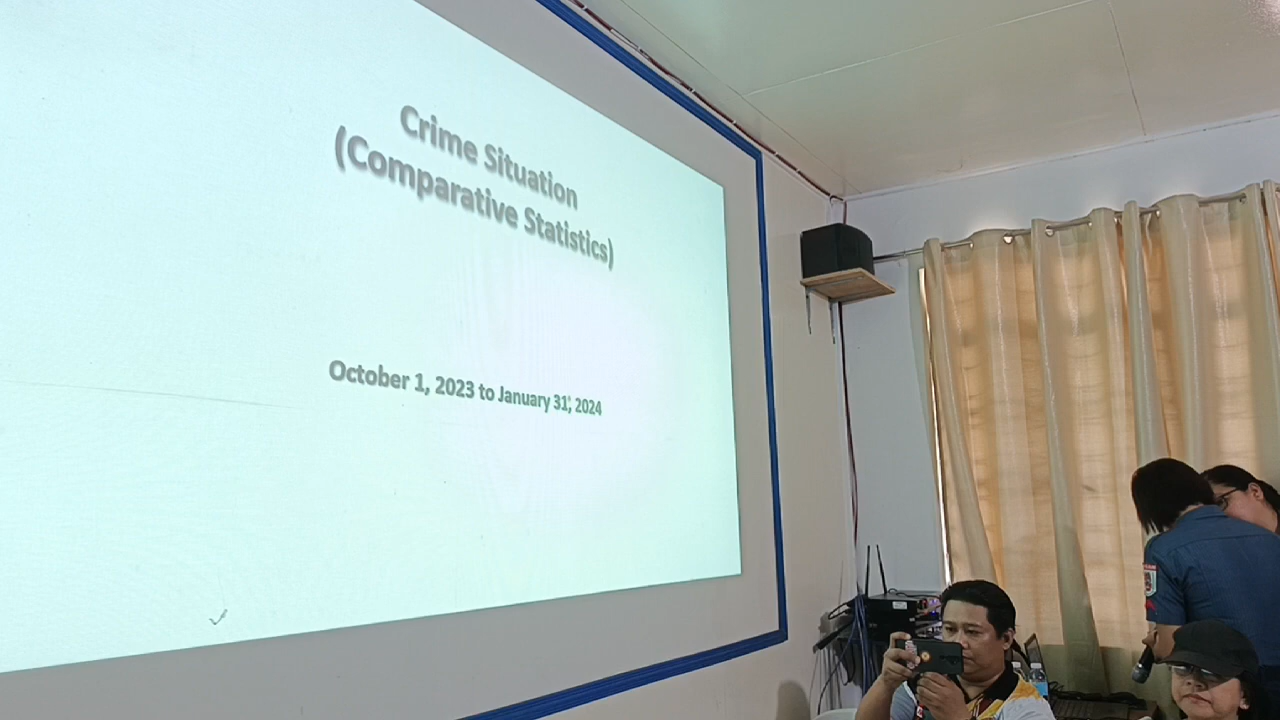 Crime Situation
(Comparative Statistics)
October 1, 2023 to January 31, 2024